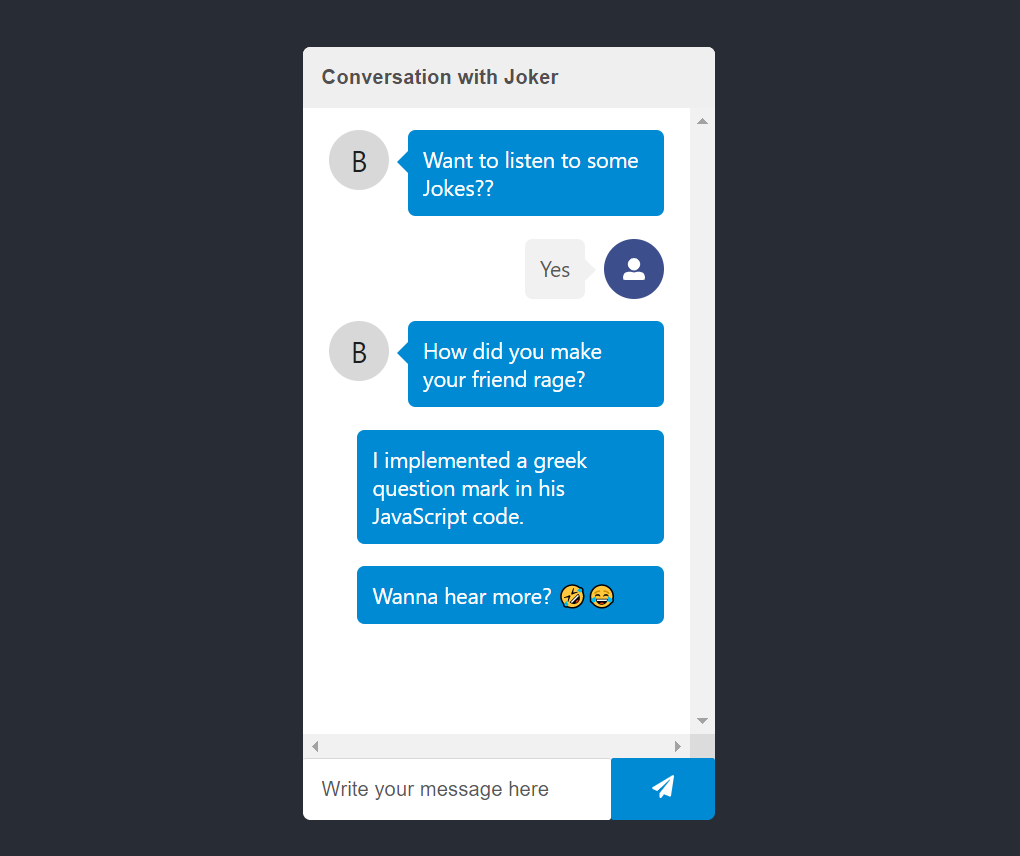 Conversation with Joker
B
Want to listen to some
Jokes??
Yes
B
How did you make
your friend rage?
I implemented a greek
question mark in his
JavaScript code.
Wanna hear more? 🤣😂
Write your message here